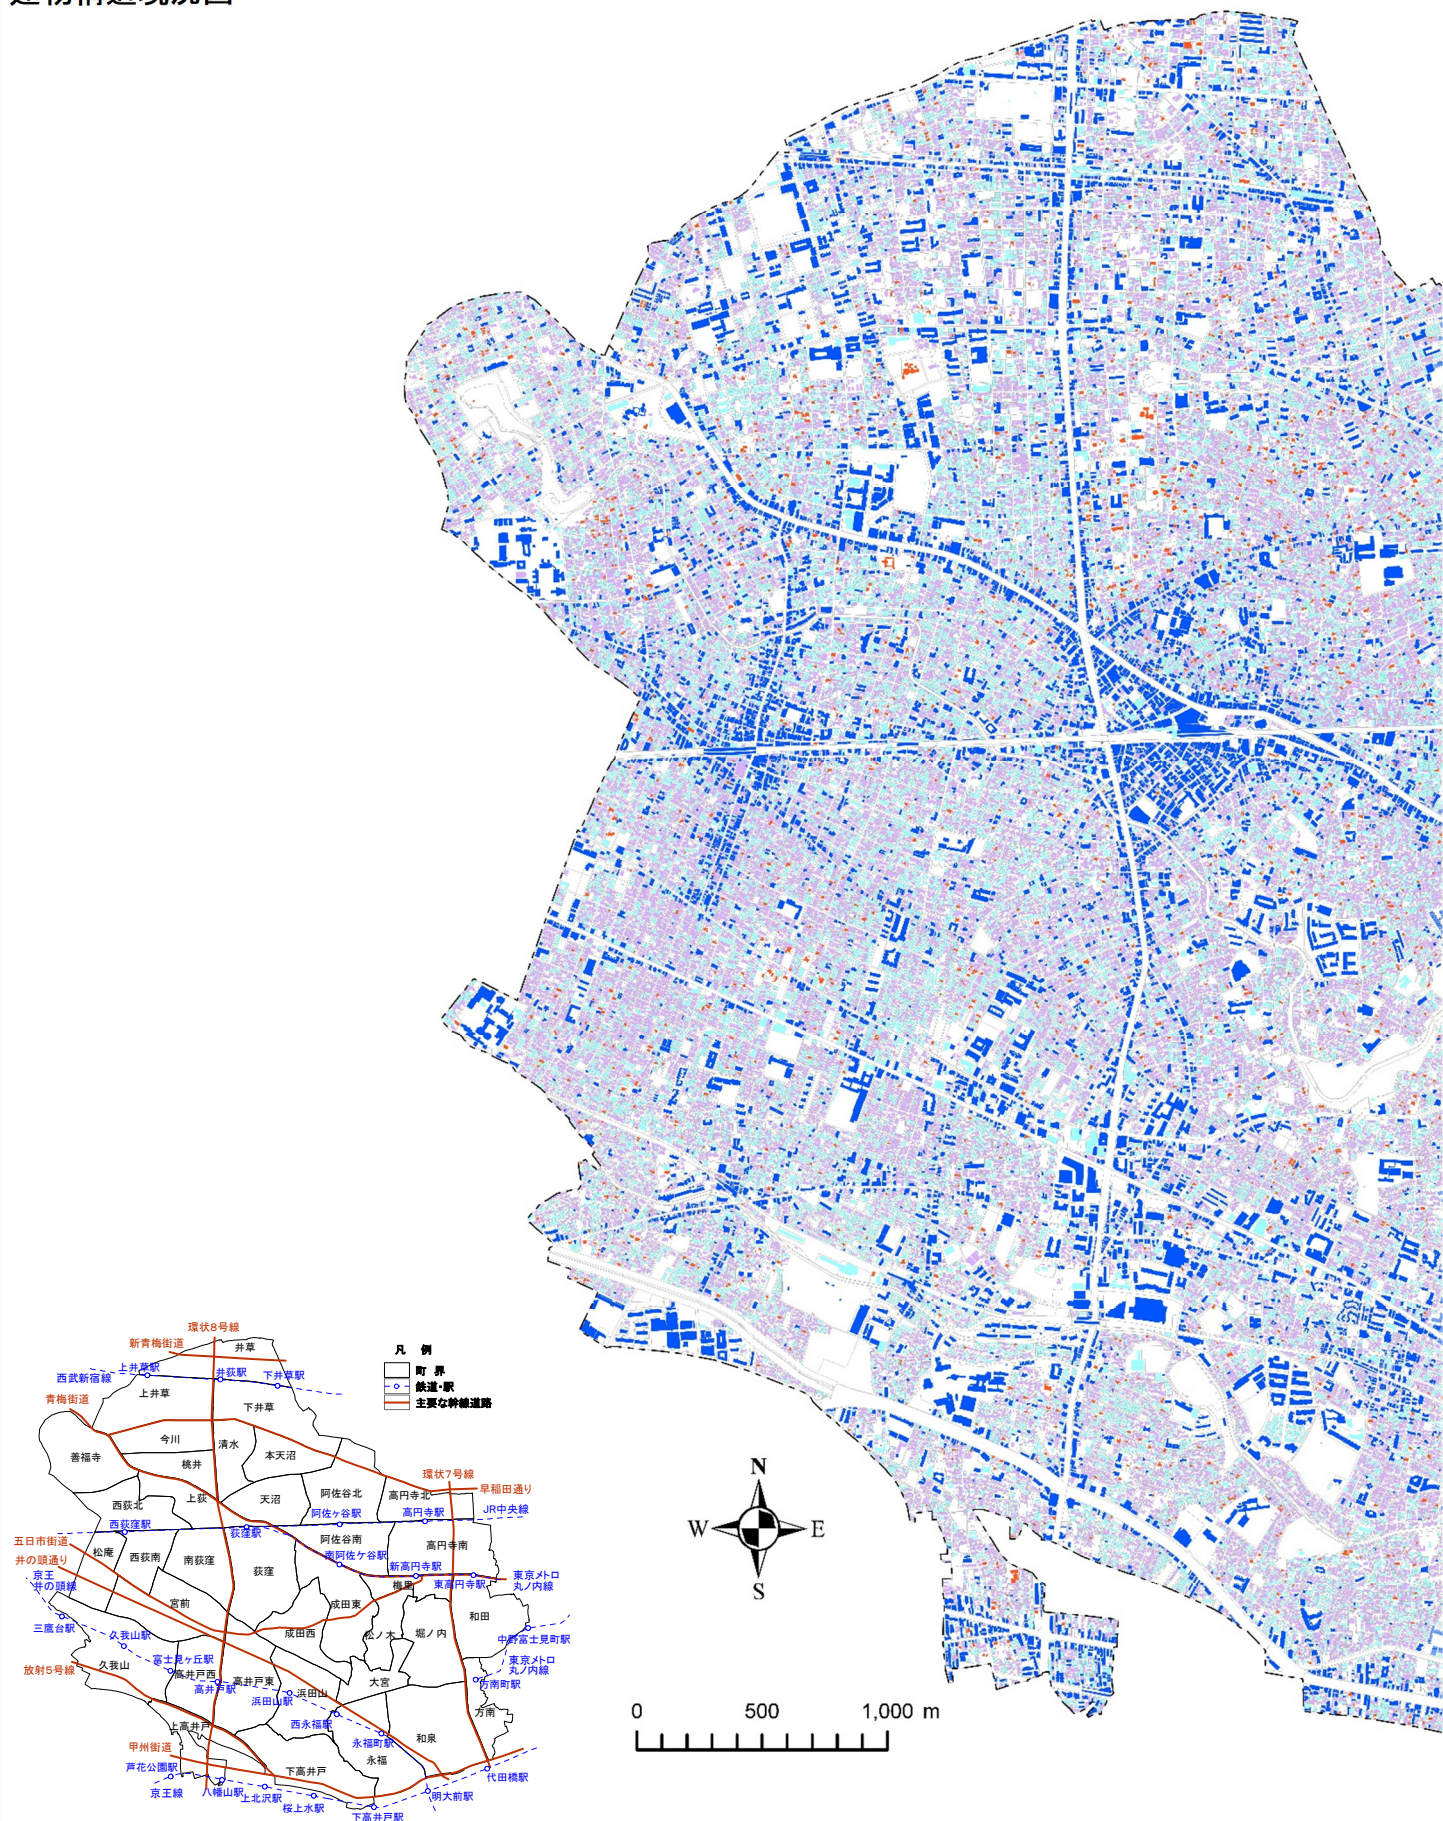 環状8号線
新青梅街道
井草
凡 例
町 界
鉄道・駅
主要な幹線道路
上井草駅
井荻駅
下井草駅
西武新宿線
上井草
青梅街道
下井草
今川
清水
善福寺
桃井
本天沼
環状7号線
早稲田通り
上荻
天沼
阿佐谷北
高円寺北
西荻北
阿佐ヶ谷駅
高円寺駅
JR中央線
西荻窪駅
荻窪駅
五日市街道
松庵
西荻南
南荻窪
阿佐谷南
高円寺南
井の頭通り
荻窪
南阿佐ケ谷駅
新高円寺駅
京王
井の頭線
梅里
東高円寺駅
東京メトロ
丸ノ内線
宮前
成田東
和田
三鷹台駅
久我山駅
成田西
松ノ木
堀ノ内
中野富士見町駅
放射5号線
久我山
富士見ヶ丘駅
高井戸西
高井戸東
高井戸駅
大宮
東京メトロ
丸ノ内線
方南町駅
浜田山
浜田山駅
西永福駅
方南
上高井戸
永福町駅
和泉
甲州街道
永福
芦花公園駅
下高井戸
代田橋駅
京王線
八幡山駅
上北沢駅
明大前駅
桜上水駅
下高井戸駅
N
W
E
S
0 500 1,000 m